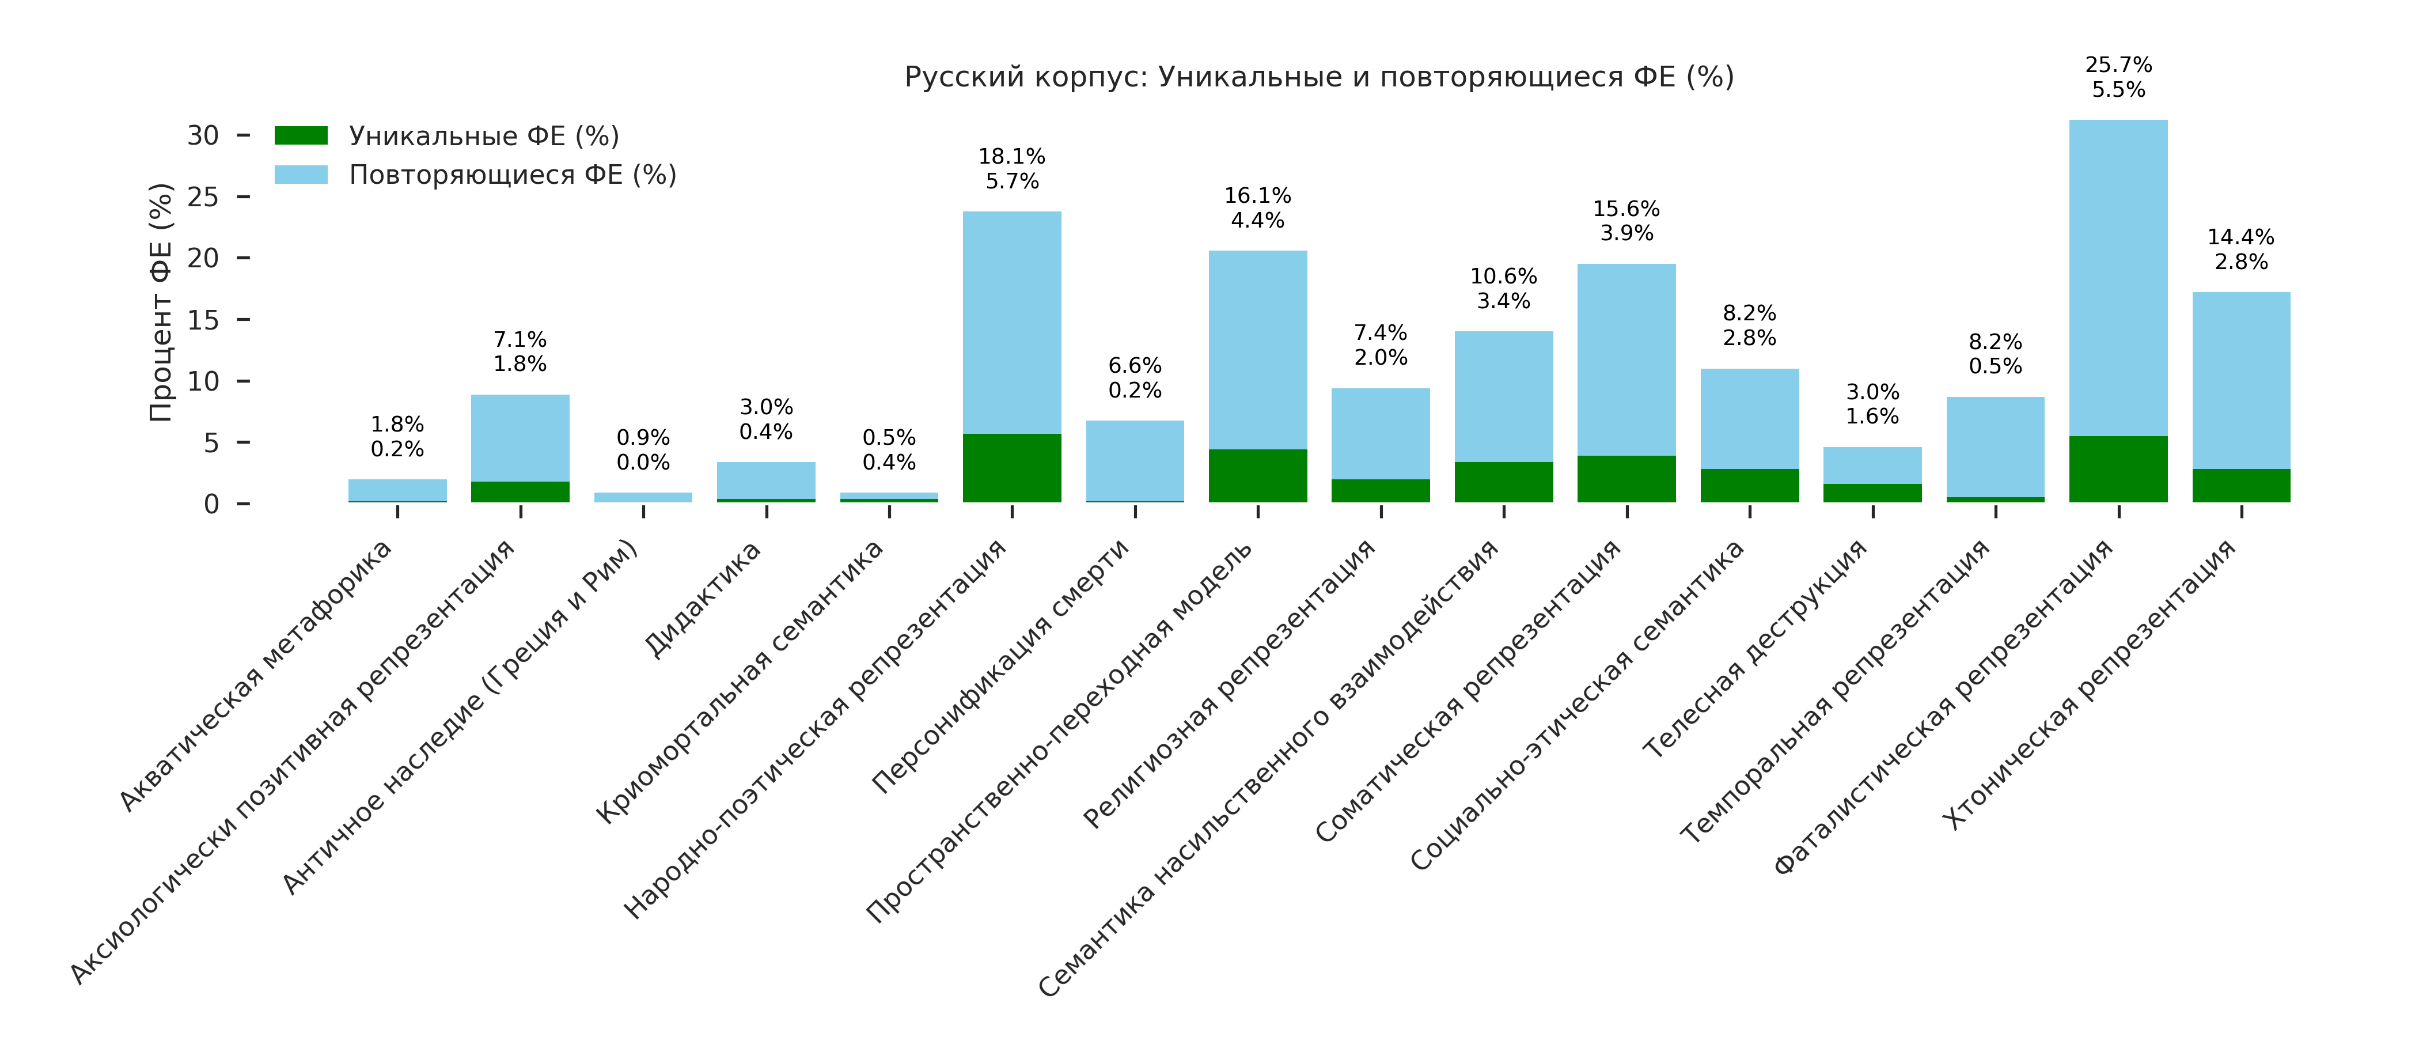 Русский корпус: Уникальные и повторяющиеся ФЕ (%)
Уникальные ФЕ (%)
Повторяющиеся ФЕ (%)
Процент ФЕ (%)
30
25
20
15
10
5
0
1.8%
0.2%
7.1%
1.8%
0.9%
0.0%
3.0%
0.4%
0.5%
0.4%
18.1%
5.7%
6.6%
0.2%
16.1%
4.4%
7.4%
2.0%
10.6%
3.4%
15.6%
3.9%
8.2%
2.8%
3.0%
1.6%
8.2%
0.5%
25.7%
5.5%
14.4%
2.8%
Акватическая метафорика
Аксиологически позитивная репрезентация
Античное наследие (Греция и Рим)
Дидактика
Криомортальная семантика
Народно-поэтическая репрезентация
Персонификация смерти
Пространственно-переходная модель
Религиозная репрезентация
Семантика насильственного взаимодействия
Соматическая репрезентация
Социально-этическая семантика
Телесная деструкция
Темпоральная репрезентация
Фаталистическая репрезентация
Хтоническая репрезентация